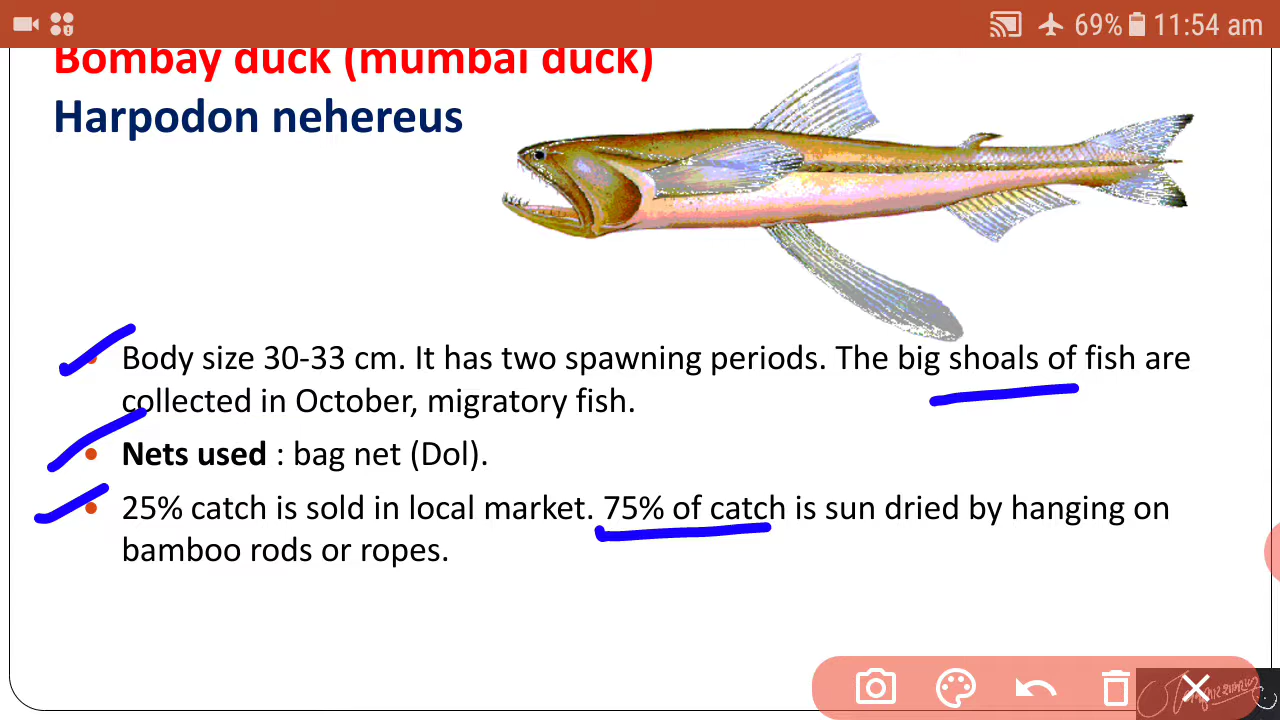 69% 11:54 am
Bombay duck (mumbai duck)
Harpodon nehereus
Body size 30-33 cm. It has two spawning periods. The big shoals of fish are
collected in October, migratory fish.
Nets used : bag net (Dol).
25% catch is sold in local market. 75% of catch is sun dried by hanging on
bamboo rods or ropes.